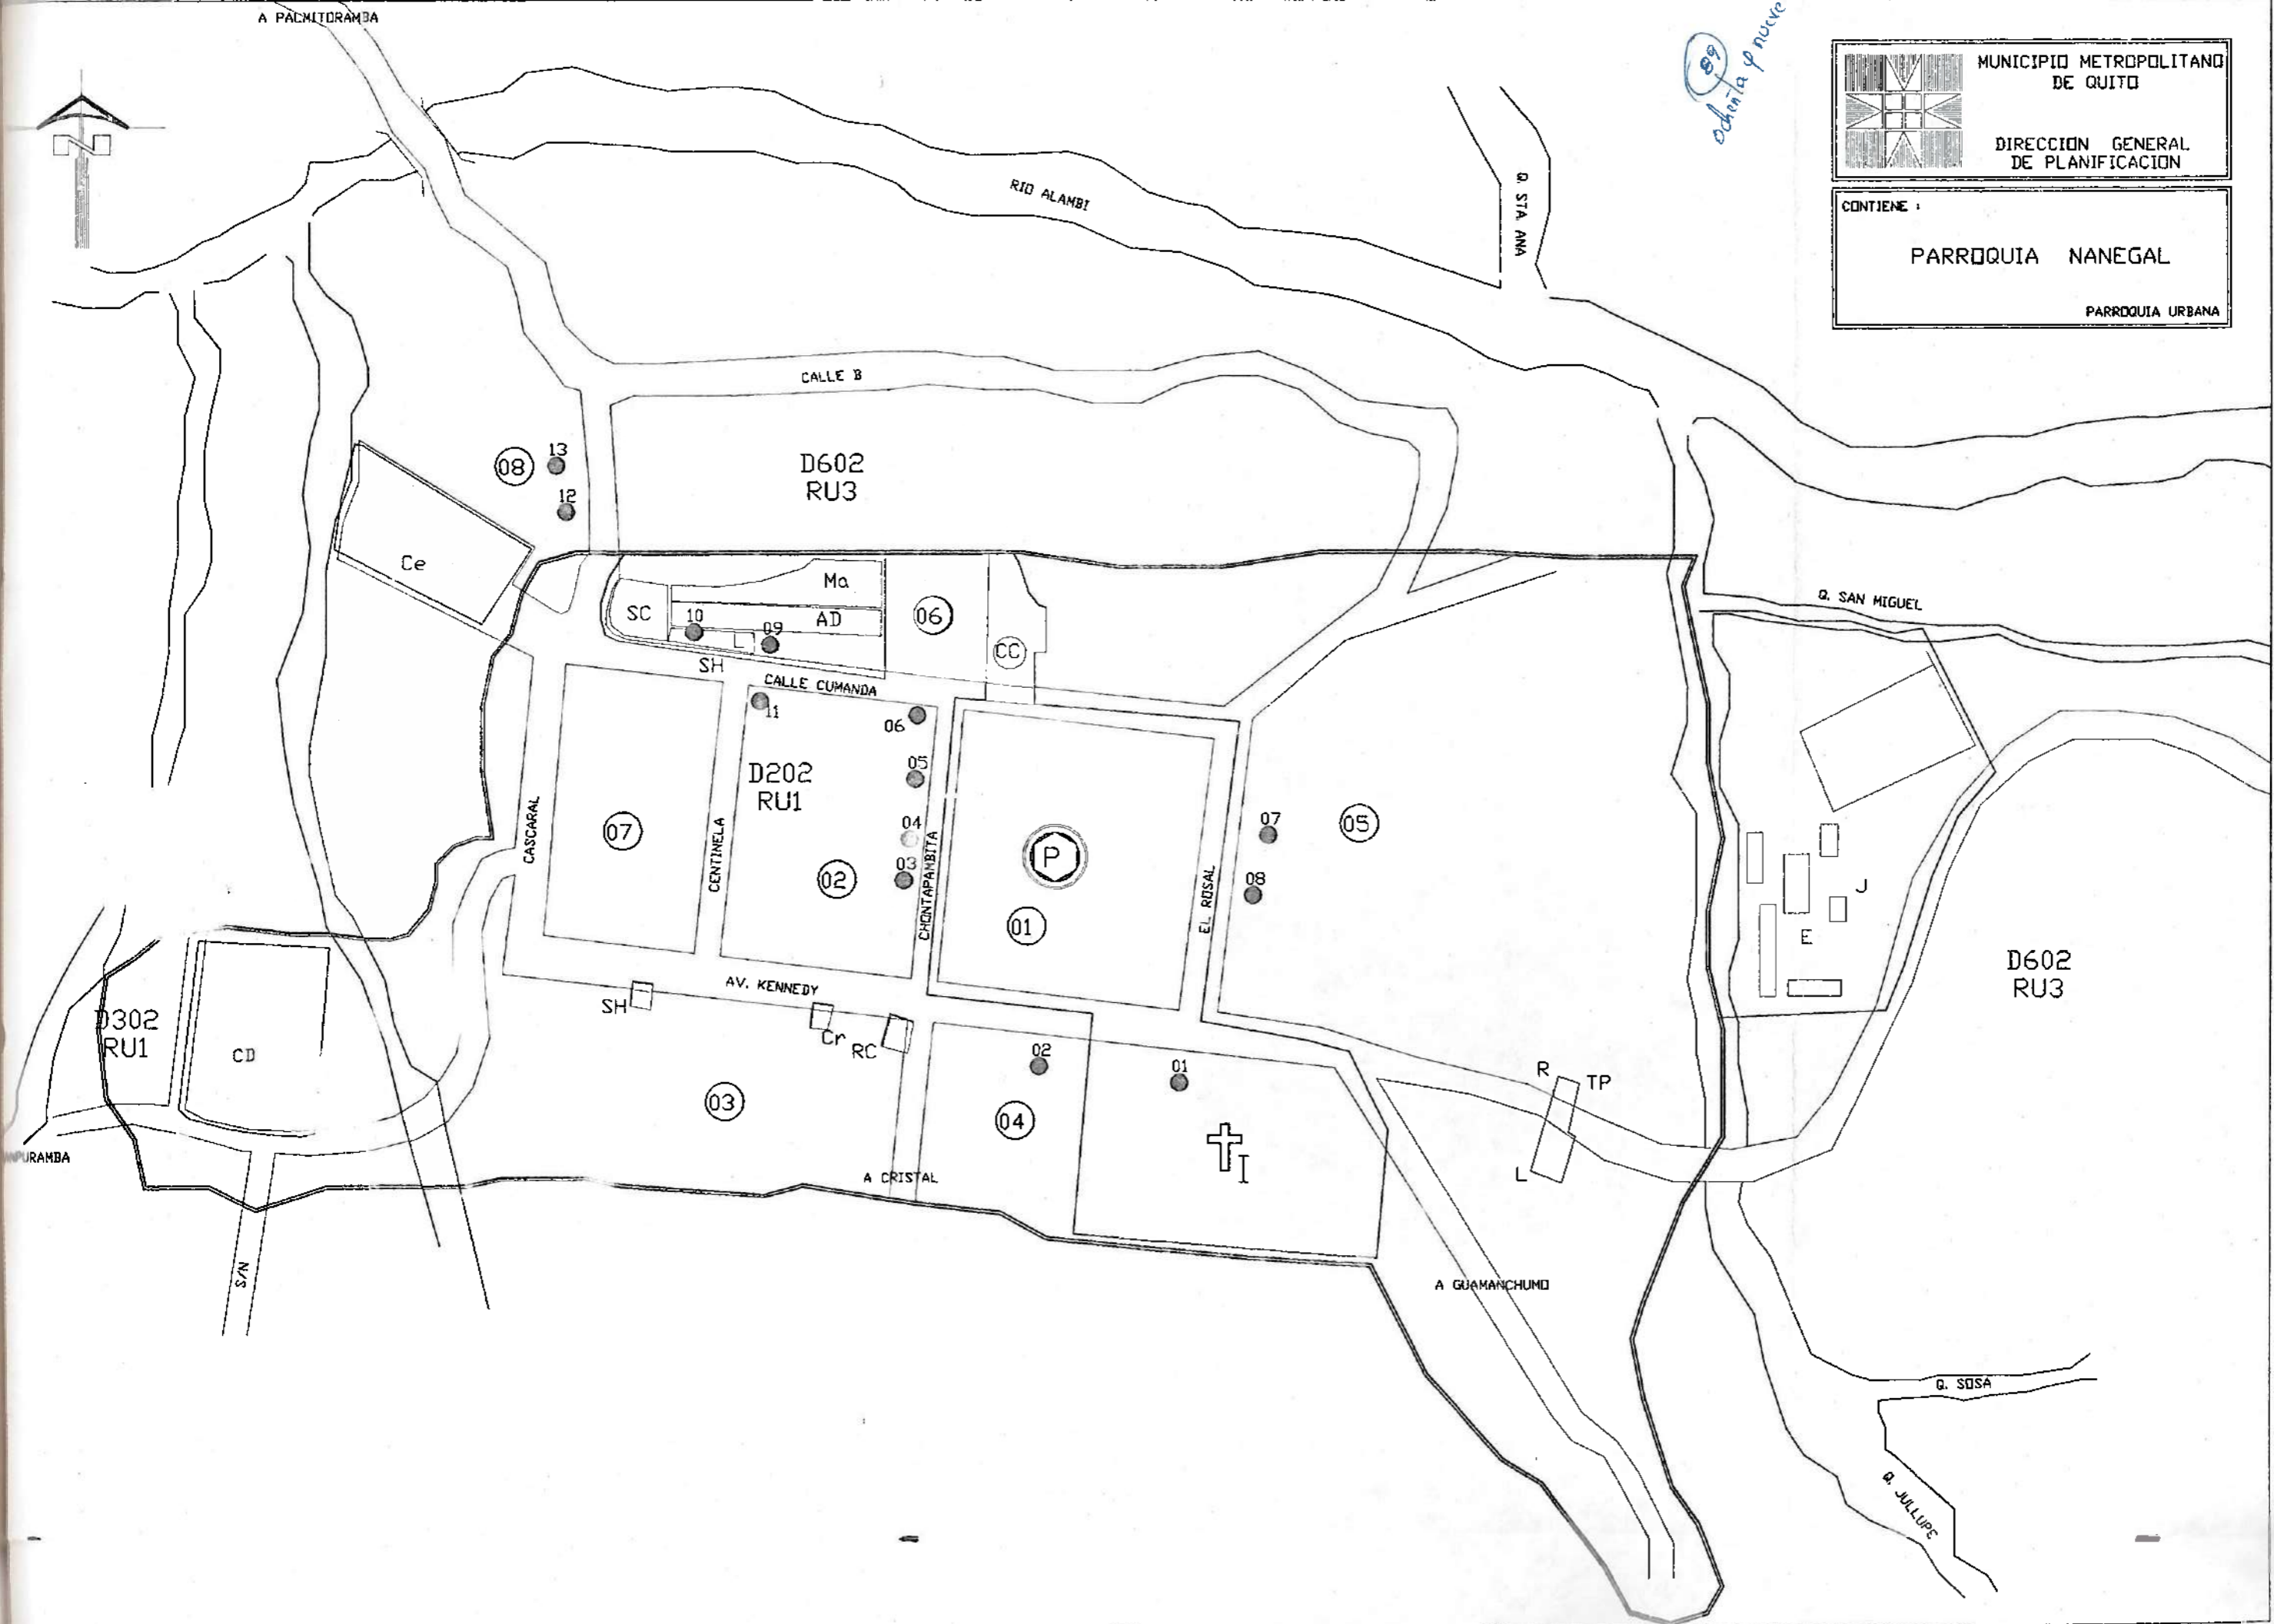 A PALMITORAMBA
89
ochenta y nueve
MUNICIPIO METROPOLITANO
DE QUITO
DIRECCION GENERAL
DE PLANIFICACION
CONTIENE :
PARROQUIA NANEGAL
PARROQUIA URBANA
N
RIO ALAMBI
Q. STA. ANA
CALLE B
08
13
12
D602
RU3
Ce
SC
Ma
AD
10
L
09
SH
06
CC
Q. SAN MIGUEL
CALLE CUMANDA
11
06
05
D202
RU1
04
03
07
02
CASCARAL
CENTINELA
CHONTAPAMBITA
P
01
EL ROSAL
07
08
05
J
E
D602
RU3
AV. KENNEDY
SH
Cr
RC
D302
RU1
CD
03
02
04
01
I
R
TP
L
URAMBA
A CRISTAL
S/N
A GUAMANCHUMO
Q. SOSA
Q. JULLUPE